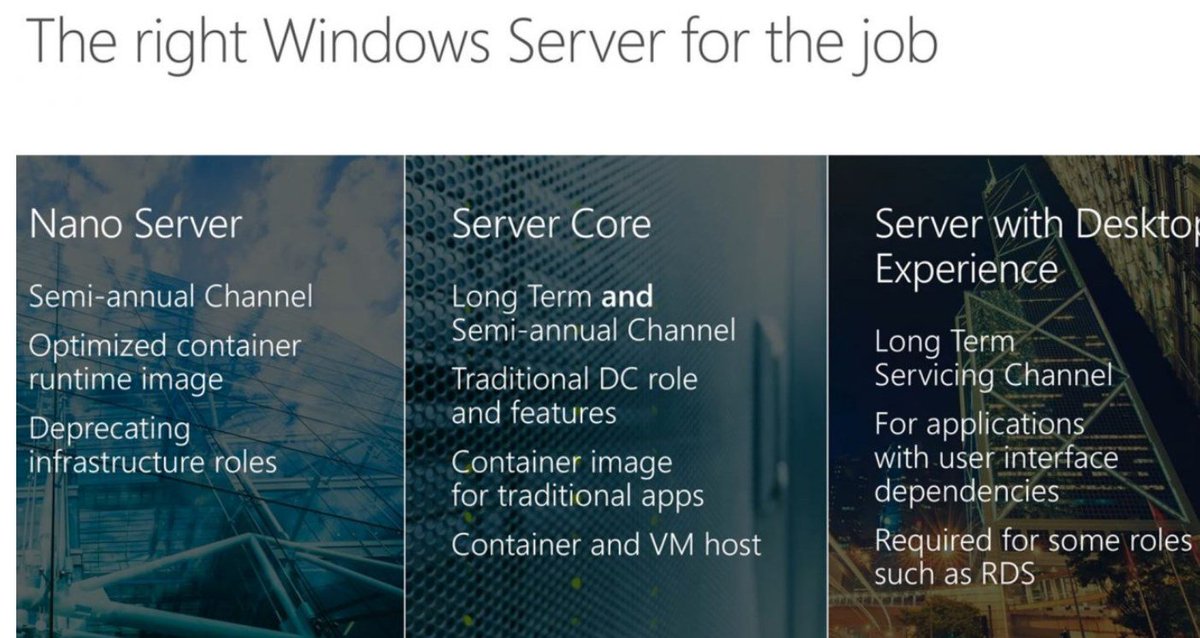 The right Windows Server for the job
Nano Server
Semi-annual Channel
Optimized container
runtime image
Deprecating
infrastructure roles
Server Core
Long Term and
Semi-annual Channel
Traditional DC role
and features
Container image
for traditional apps
Container and VM host
Server with Desktop
Experience
Long Term
Servicing Channel
For applications
with user interface
dependencies
Required for some roles
such as RDS